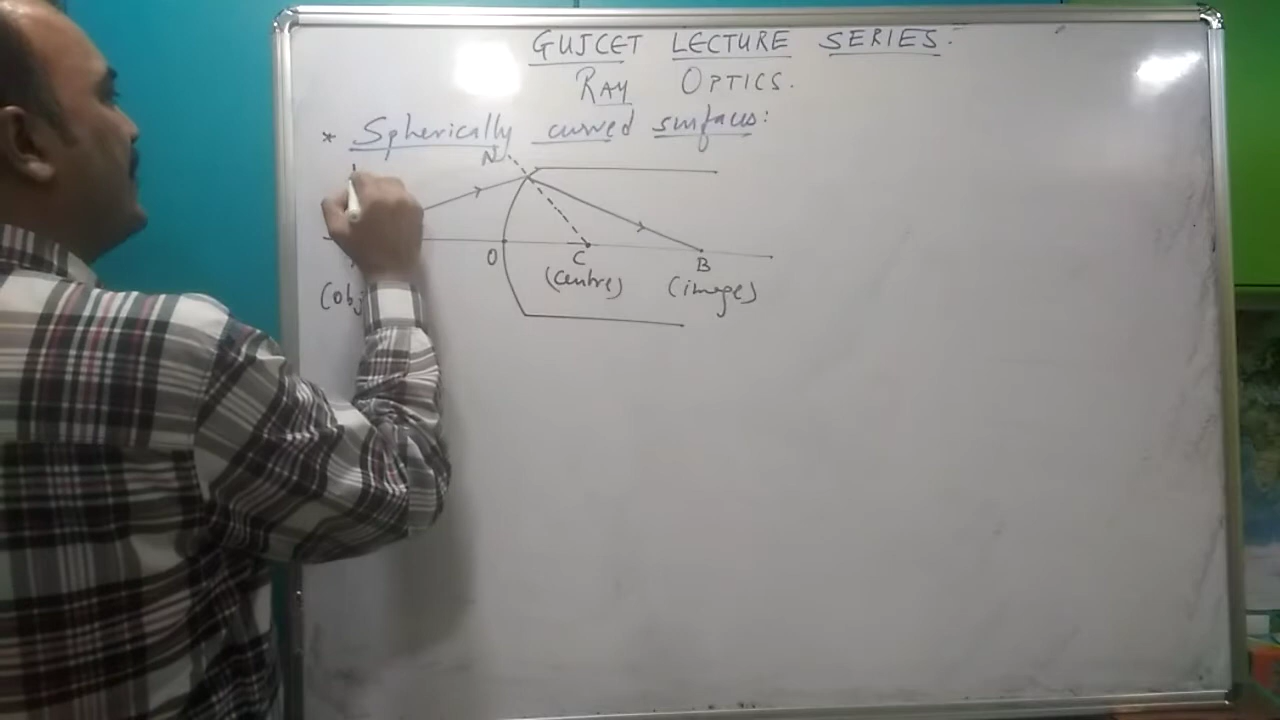 GUJCET LECTURE SERIES.
RAY OPTICS.
* Spherically curved surfaces:
N
O C B
(Centre) (image)